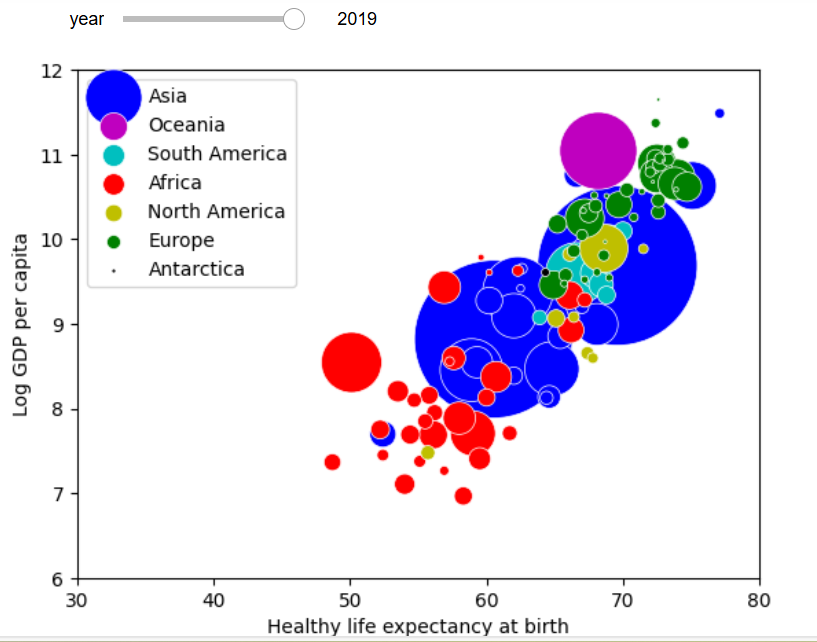 year 2019
12
11
10
9
8
7
6
Log GDP per capita
Asia
Oceania
South America
Africa
North America
Europe
Antarctica
30 40 50 60 70 80
Healthy life expectancy at birth